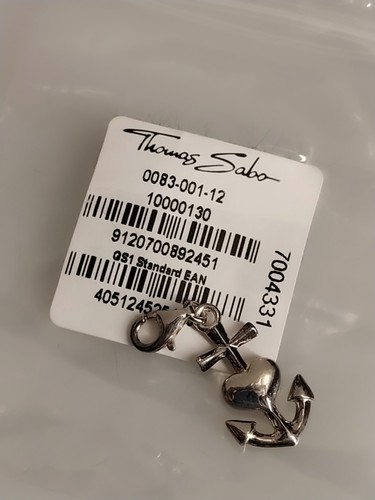 Thomas Sabo
0083-001-12
10000130
9120700892451
GS1 Standard EAN
7004331